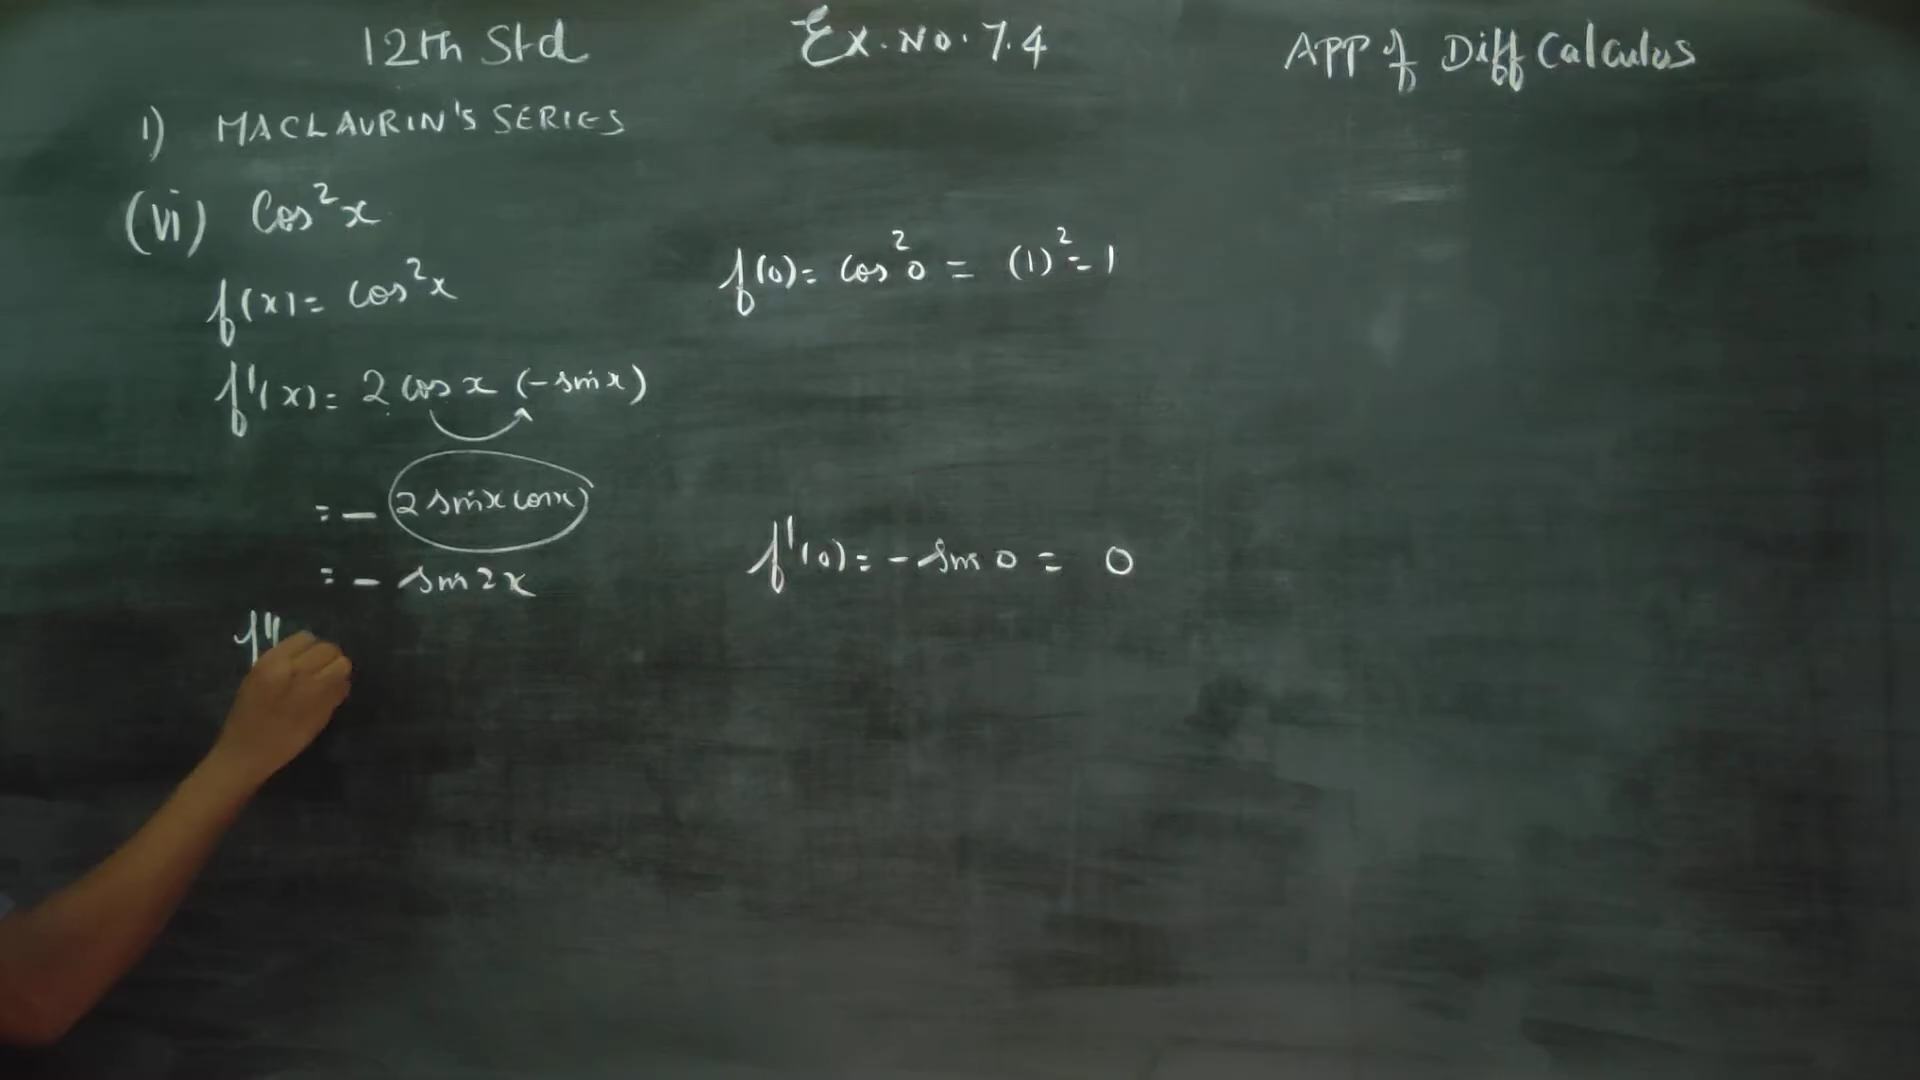 12th Std Ex.No.7.4 APP of Diff Calculus
1) MACLAURIN'S SERIES
(vi) Cos²x
f(x) = Cos²x f(0) = Cos²0 = (1)² = 1
f'(x) = 2 cos x (-sin x)
= - 2 sin x cos x
= - sin 2x f'(0) = - sin 0 = 0
f''